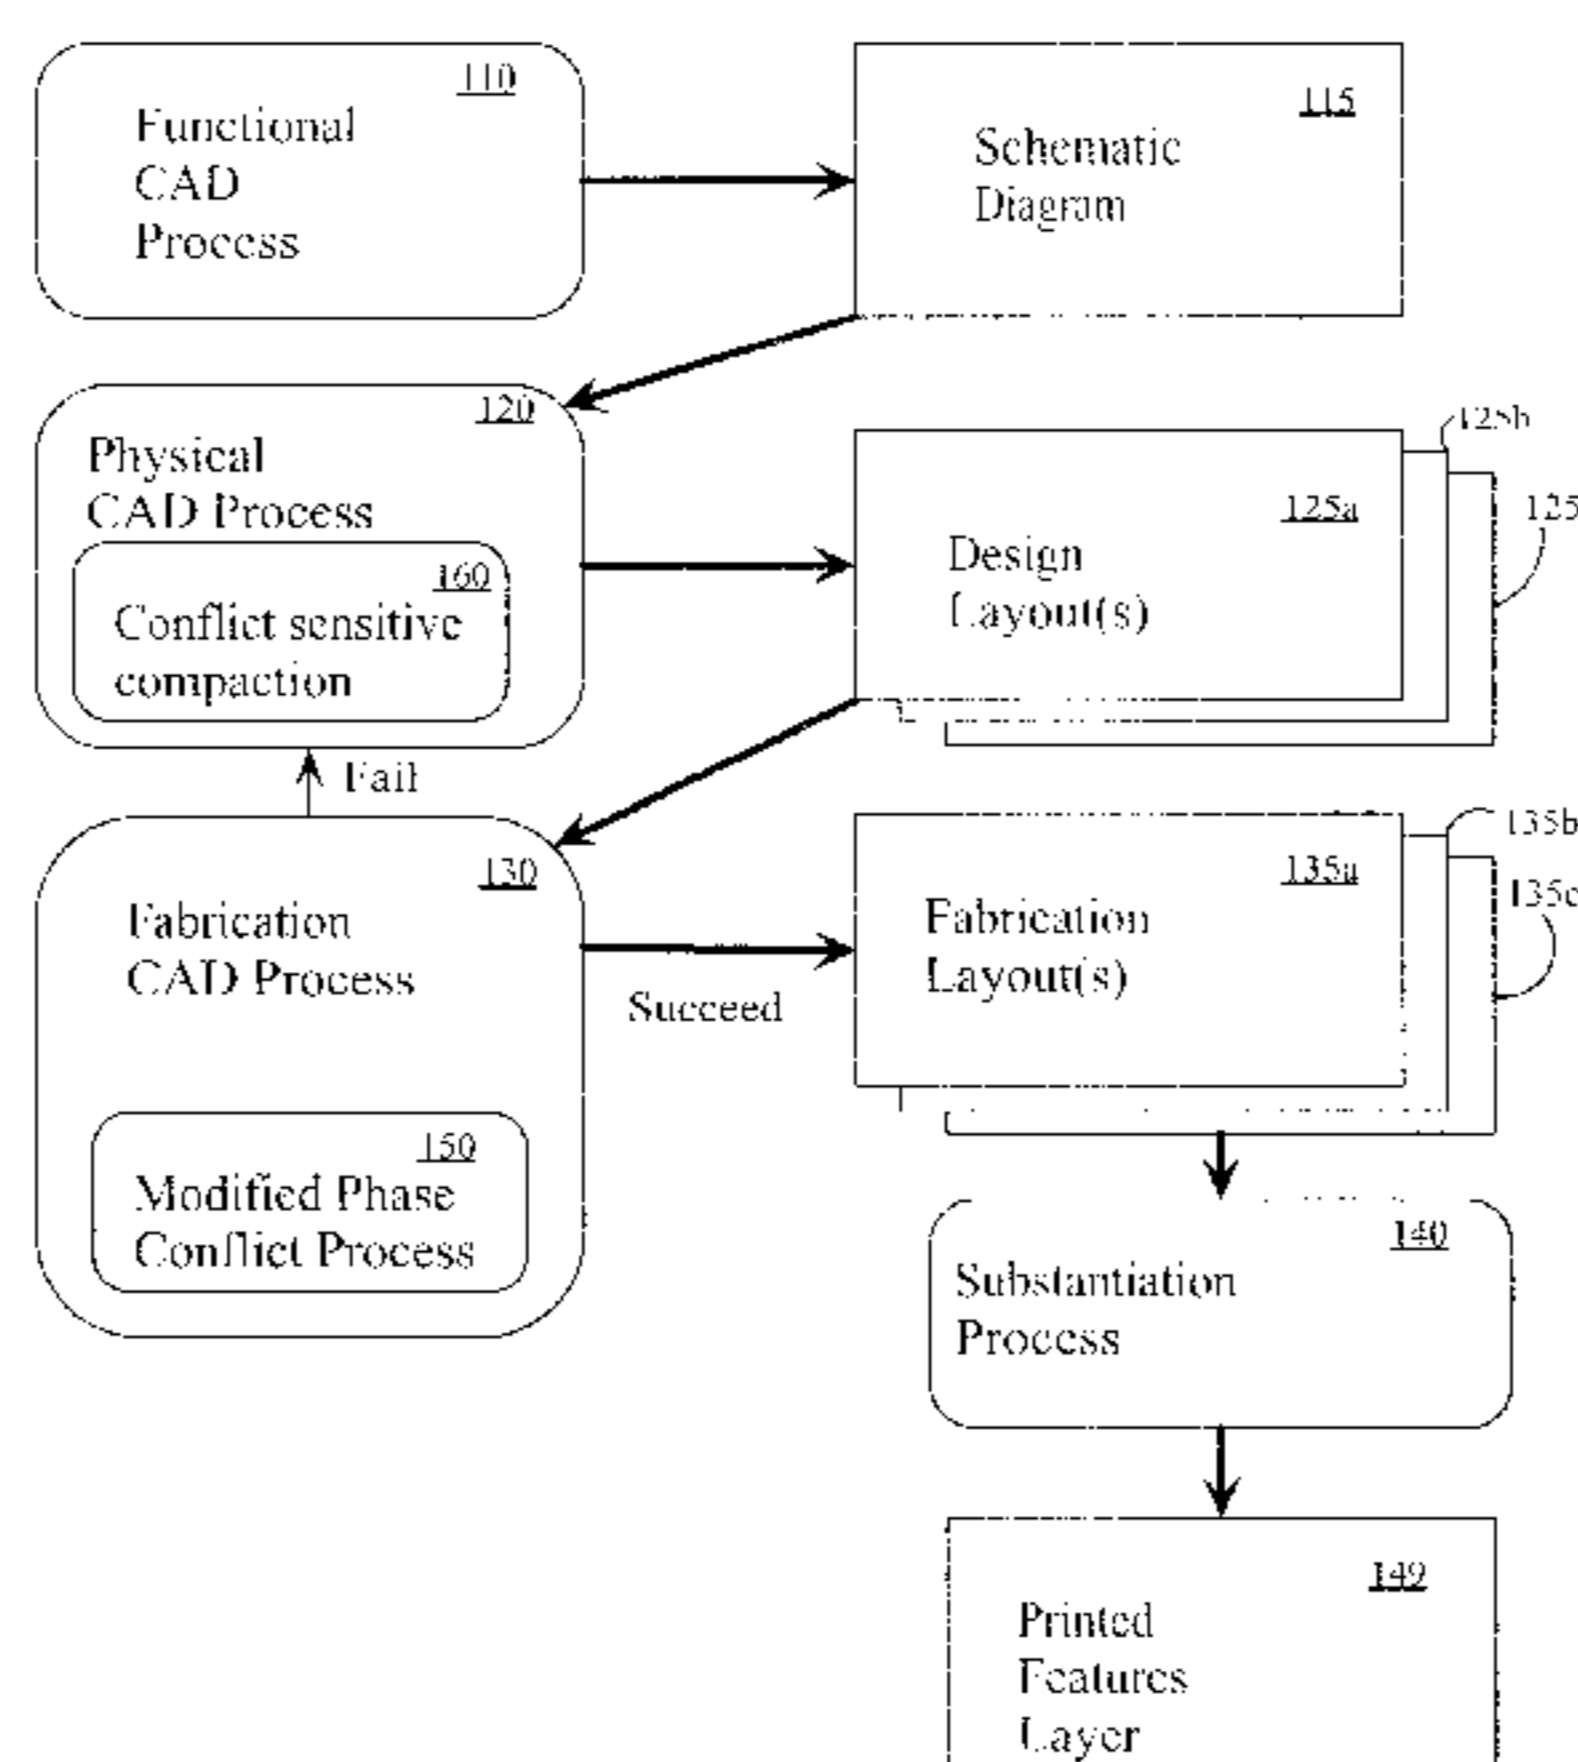 110
Functional
CAD
Process
115
Schematic
Diagram
120
Physical
CAD Process
160
Conflict sensitive
compaction
125b
125a
125
Design
Layout(s)
Fail
130
Fabrication
CAD Process
Succeed
135b
135a
135c
Fabrication
Layout(s)
150
Modified Phase
Conflict Process
140
Substantiation
Process
149
Printed
Features
Layer